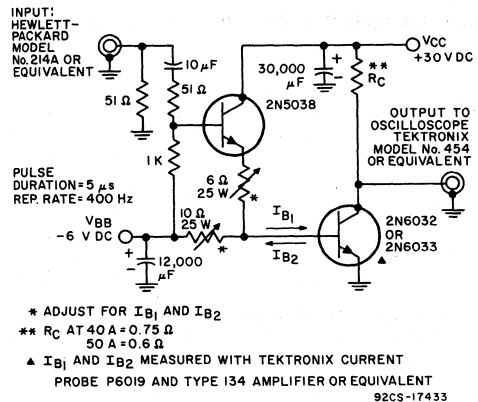 INPUT:
HEWLETT-
PACKARD
MODEL
No. 214A OR
EQUIVALENT
10 µF
51 Ω
51 Ω
1 K
2N5038
30,000
µF
+
-
**
RC
VCC
+30 V DC
OUTPUT TO
OSCILLOSCOPE
TEKTRONIX
MODEL No. 454
OR EQUIVALENT
PULSE
DURATION = 5 µs
REP. RATE = 400 Hz
6 Ω
25 W
*
VBB
-6 V DC
10 Ω
25 W
*
+
-
12,000
µF
IB1
IB2
2N6032
OR
2N6033
▲
* ADJUST FOR IB1 AND IB2
** RC AT 40 A = 0.75 Ω
50 A = 0.6 Ω
▲ IB1 AND IB2 MEASURED WITH TEKTRONIX CURRENT
PROBE P6019 AND TYPE 134 AMPLIFIER OR EQUIVALENT
92CS-17433